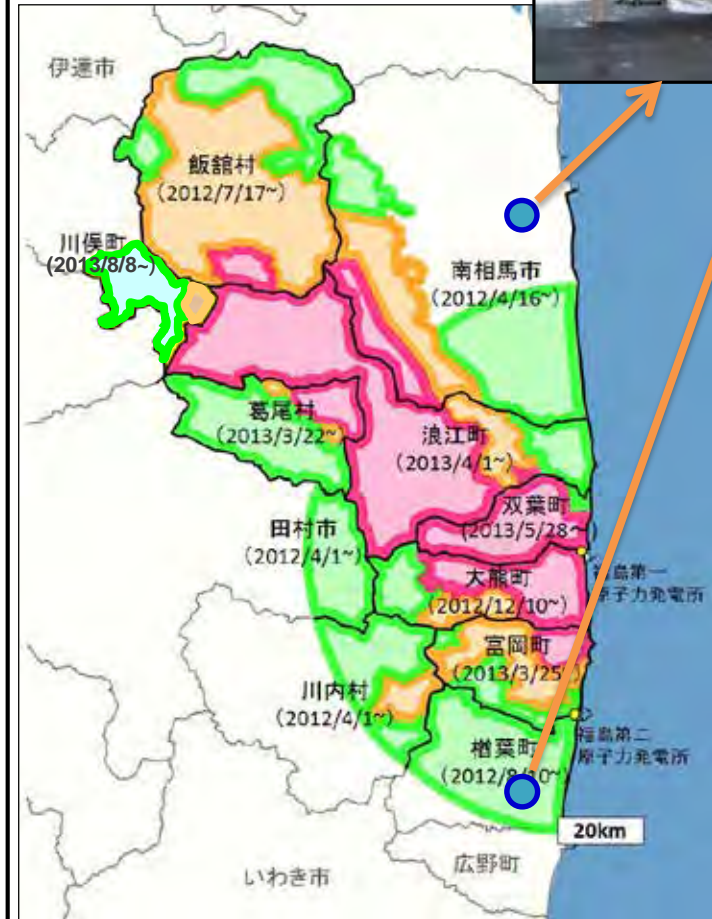 伊達市
飯舘村
(2012/7/17~)
川俣町
(2013/8/8~)
南相馬市
(2012/4/16~)
葛尾村
(2013/3/22~)
浪江町
(2013/4/1~)
双葉町
(2013/5/28~)
田村市
(2012/4/1~)
大熊町
(2012/12/10~)
福島第一
原子力発電所
富岡町
(2013/3/25~)
川内村
(2012/4/1~)
福島第二
原子力発電所
楢葉町
(2012/8/10~)
20km
広野町
いわき市